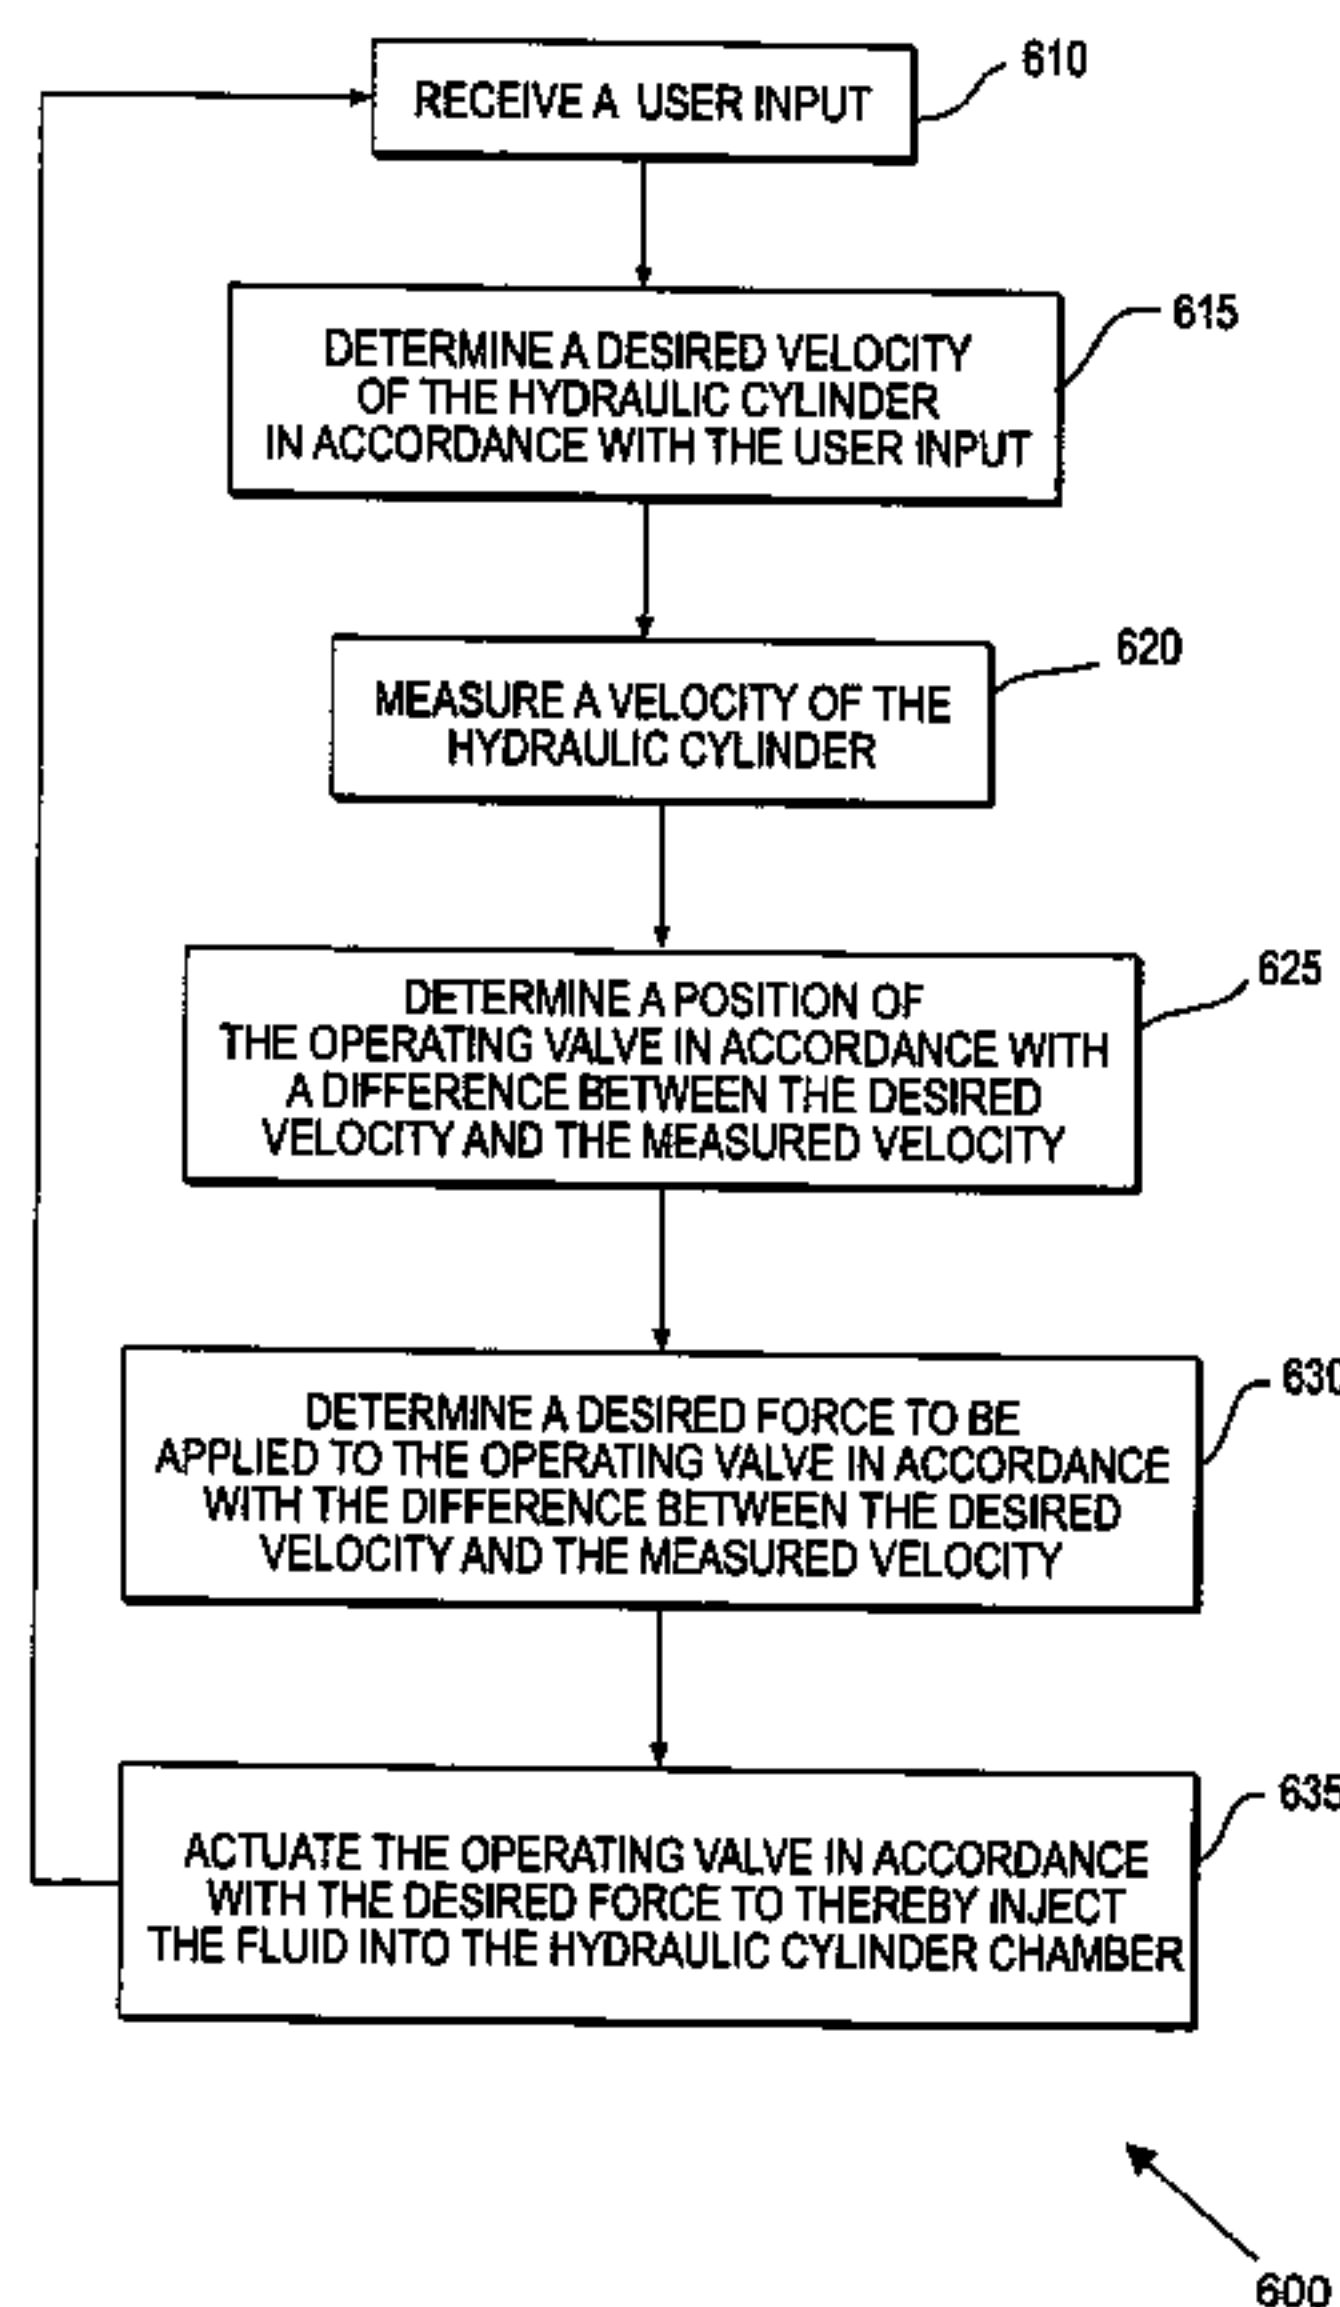 RECEIVE A USER INPUT
610
DETERMINE A DESIRED VELOCITY
OF THE HYDRAULIC CYLINDER
IN ACCORDANCE WITH THE USER INPUT
615
MEASURE A VELOCITY OF THE
HYDRAULIC CYLINDER
620
DETERMINE A POSITION OF
THE OPERATING VALVE IN ACCORDANCE WITH
A DIFFERENCE BETWEEN THE DESIRED
VELOCITY AND THE MEASURED VELOCITY
625
DETERMINE A DESIRED FORCE TO BE
APPLIED TO THE OPERATING VALVE IN ACCORDANCE
WITH THE DIFFERENCE BETWEEN THE DESIRED
VELOCITY AND THE MEASURED VELOCITY
630
ACTUATE THE OPERATING VALVE IN ACCORDANCE
WITH THE DESIRED FORCE TO THEREBY INJECT
THE FLUID INTO THE HYDRAULIC CYLINDER CHAMBER
635
600